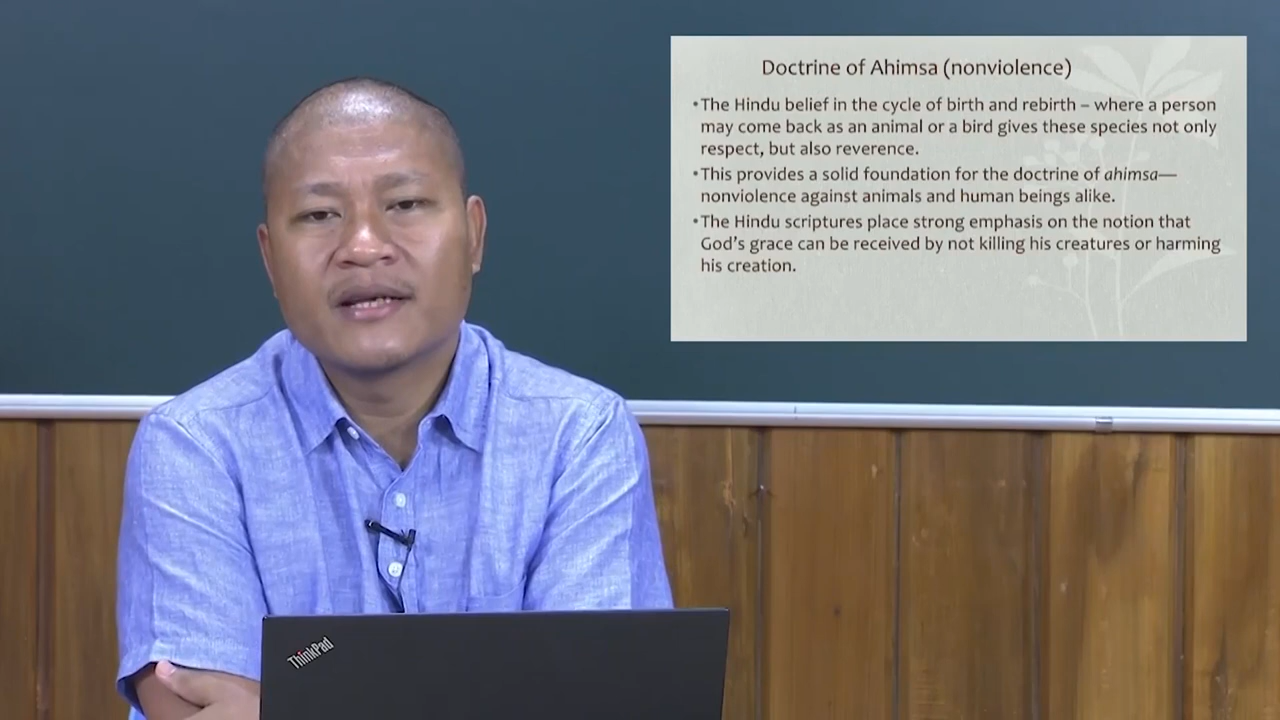 Doctrine of Ahimsa (nonviolence)
•The Hindu belief in the cycle of birth and rebirth – where a person
may come back as an animal or a bird gives these species not only
respect, but also reverence.
•This provides a solid foundation for the doctrine of ahimsa—
nonviolence against animals and human beings alike.
•The Hindu scriptures place strong emphasis on the notion that
God's grace can be received by not killing his creatures or harming
his creation.
ThinkPad